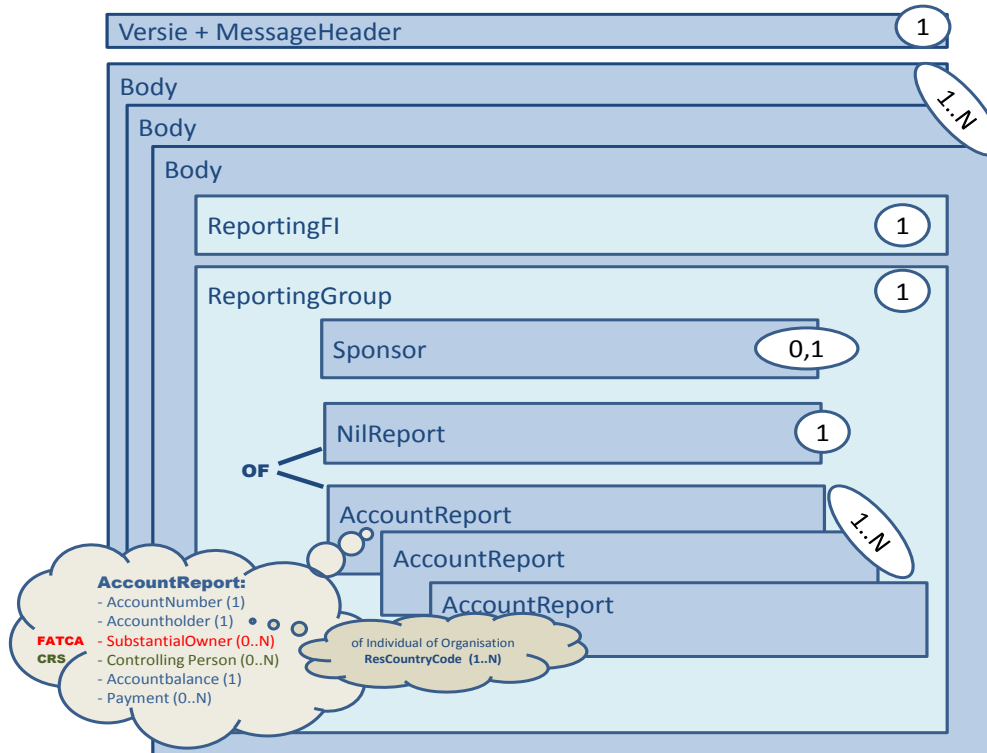 Versie + MessageHeader
1
Body
1..N
Body
Body
ReportingFI
1
ReportingGroup
1
Sponsor
0,1
NilReport
1
OF
AccountReport
1..N
AccountReport
AccountReport
AccountReport:
- AccountNumber (1)
- Accountholder (1)
FATCA - SubstantialOwner (0..N)
CRS - Controlling Person (0..N)
- Accountbalance (1)
- Payment (0..N)
of Individual of Organisation
ResCountryCode (1..N)